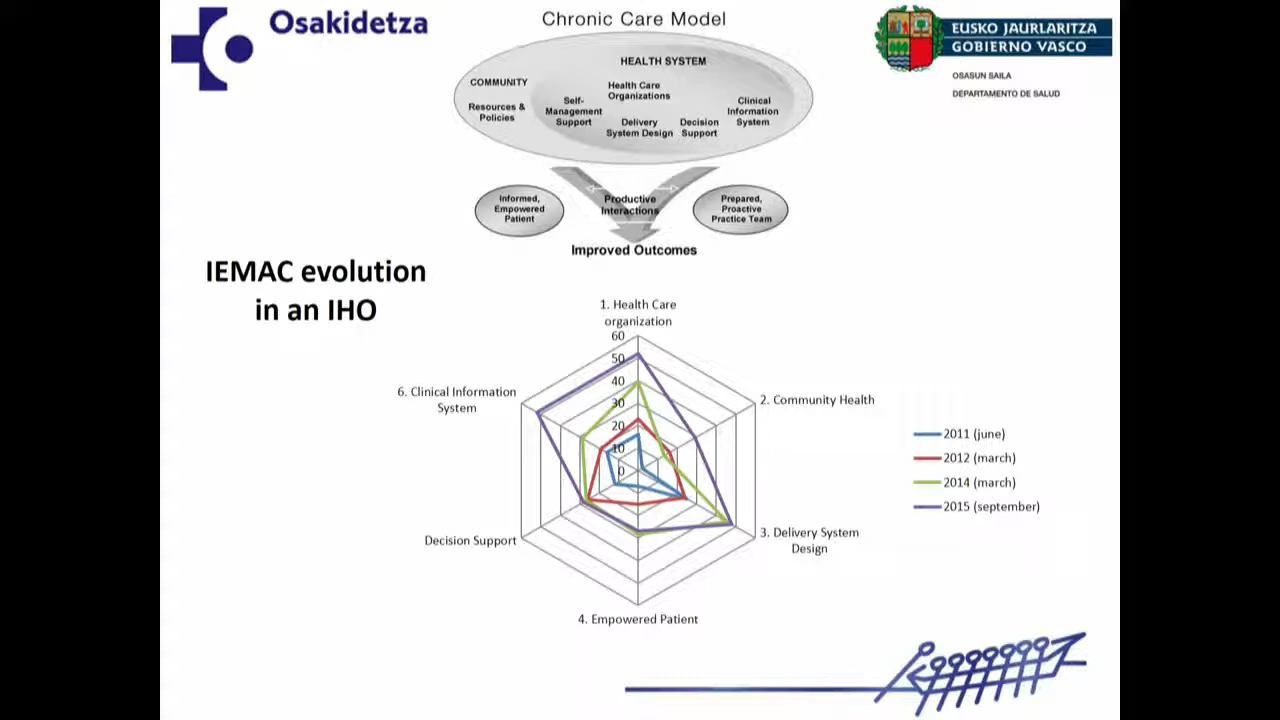 Osakidetza
Chronic Care Model
EUSKO JAURLARITZA
GOBIERNO VASCO
OSASUN SAILA
DEPARTAMENTO DE SALUD
HEALTH SYSTEM
COMMUNITY
Resources &
Policies
Health Care
Organizations
Self-
Management
Support
Delivery
System Design
Decision
Support
Clinical
Information
System
Informed,
Empowered
Patient
Productive
Interactions
Prepared,
Proactive
Practice Team
Improved Outcomes
IEMAC evolution
in an IHO
1. Health Care
organization
60
50
40
30
20
10
0
2. Community Health
3. Delivery System
Design
4. Empowered Patient
Decision Support
6. Clinical Information
System
2011 (june)
2012 (march)
2014 (march)
2015 (september)